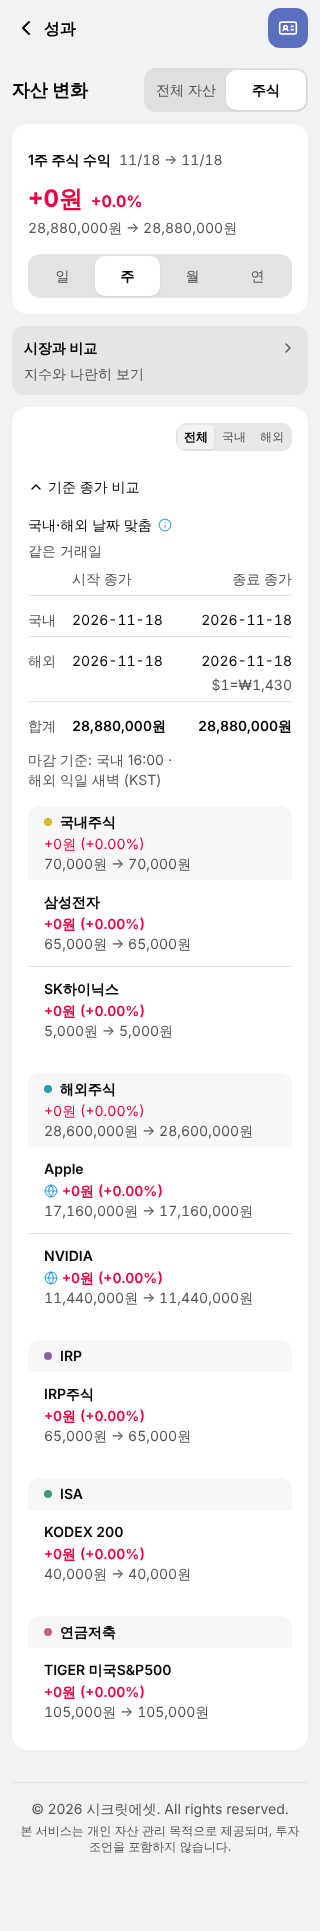 성과
자산 변화
전체 자산
주식
1주 주식 수익 11/18 → 11/18
+0원 +0.0%
28,880,000원 → 28,880,000원
일 주 월 연
시장과 비교
지수와 나란히 보기
전체 국내 해외
기준 종가 비교
국내·해외 날짜 맞춤
같은 거래일
시작 종가 종료 종가
국내 2026-11-18 2026-11-18
해외 2026-11-18 2026-11-18
$1=₩1,430
합계 28,880,000원 28,880,000원
마감 기준: 국내 16:00 ·
해외 익일 새벽 (KST)
국내주식
+0원 (+0.00%)
70,000원 → 70,000원
삼성전자
+0원 (+0.00%)
65,000원 → 65,000원
SK하이닉스
+0원 (+0.00%)
5,000원 → 5,000원
해외주식
+0원 (+0.00%)
28,600,000원 → 28,600,000원
Apple
+0원 (+0.00%)
17,160,000원 → 17,160,000원
NVIDIA
+0원 (+0.00%)
11,440,000원 → 11,440,000원
IRP
IRP주식
+0원 (+0.00%)
65,000원 → 65,000원
ISA
KODEX 200
+0원 (+0.00%)
40,000원 → 40,000원
연금저축
TIGER 미국S&P500
+0원 (+0.00%)
105,000원 → 105,000원
© 2026 시크릿에셋. All rights reserved.
본 서비스는 개인 자산 관리 목적으로 제공되며, 투자
조언을 포함하지 않습니다.